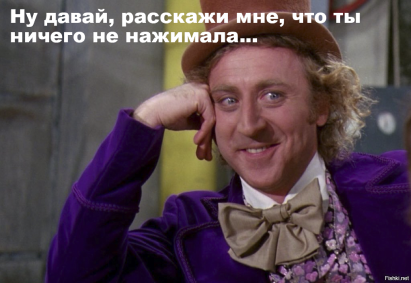 Ну давай, расскажи мне, что ты
ничего не нажимала...
Fishki.net